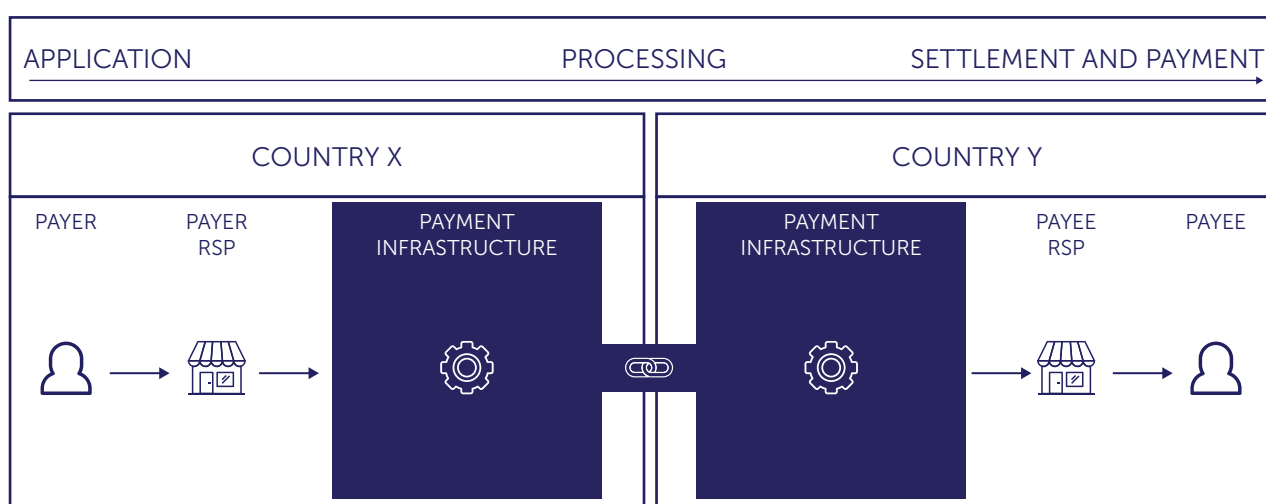 APPLICATION
PROCESSING
SETTLEMENT AND PAYMENT
COUNTRY X
COUNTRY Y
PAYER
PAYER
RSP
PAYMENT
INFRASTRUCTURE
PAYMENT
INFRASTRUCTURE
PAYEE
RSP
PAYEE